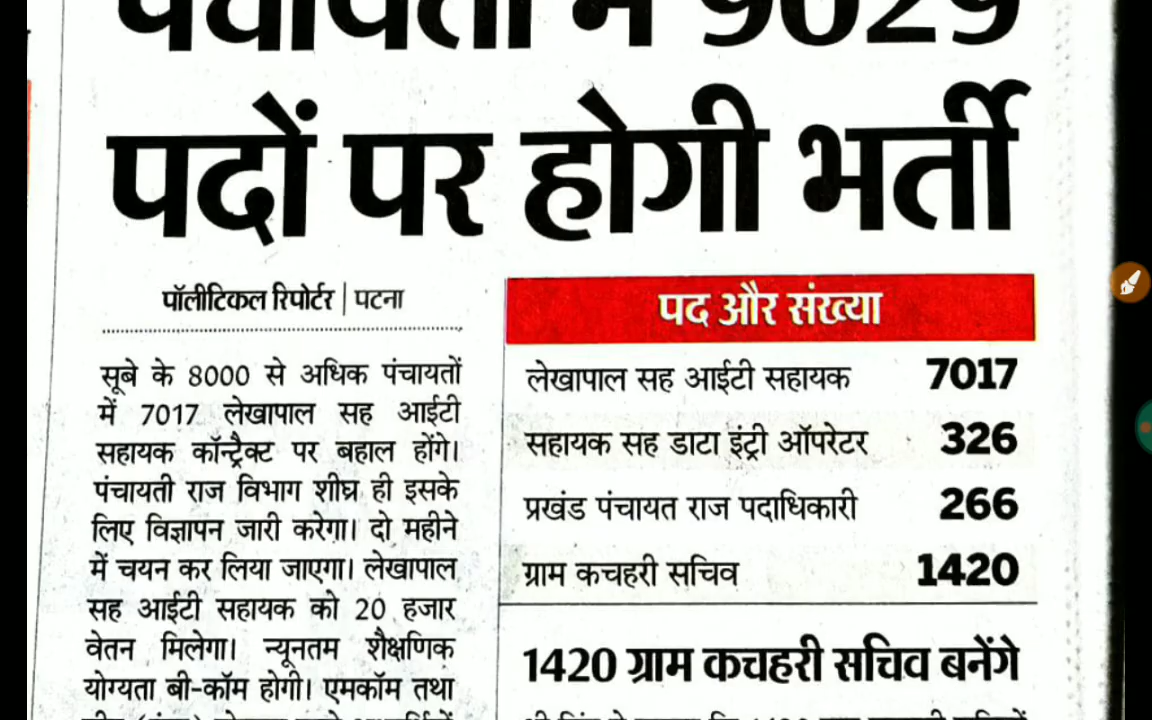 पंचायतों में 9029
पदों पर होगी भर्ती
पॉलीटिकल रिपोर्टर | पटना
सूबे के 8000 से अधिक पंचायतों
में 7017 लेखापाल सह आईटी
सहायक कॉन्ट्रैक्ट पर बहाल होंगे।
पंचायती राज विभाग शीघ्र ही इसके
लिए विज्ञापन जारी करेगा। दो महीने
में चयन कर लिया जाएगा। लेखापाल
सह आईटी सहायक को 20 हजार
वेतन मिलेगा। न्यूनतम शैक्षणिक
योग्यता बी-कॉम होगी। एमकॉम तथा
पद और संख्या
लेखापाल सह आईटी सहायक 7017
सहायक सह डाटा इंट्री ऑपरेटर 326
प्रखंड पंचायत राज पदाधिकारी 266
ग्राम कचहरी सचिव 1420
1420 ग्राम कचहरी सचिव बनेंगे